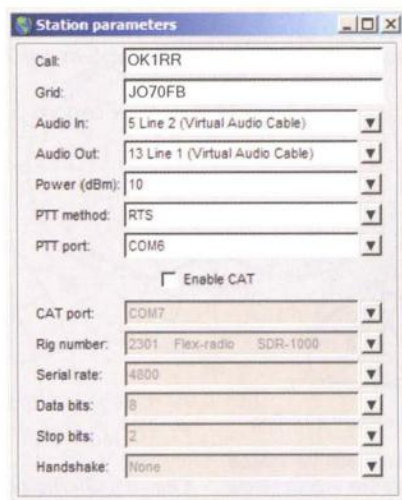 Station parameters
Call: OK1RR
Grid: JO70FB
Audio In: 5 Line 2 (Virtual Audio Cable)
Audio Out: 13 Line 1 (Virtual Audio Cable)
Power (dBm): 10
PTT method: RTS
PTT port: COM6
Enable CAT
CAT port: COM7
Rig number: 2301 Flex-radio SDR-1000
Serial rate: 4800
Data bits: 8
Stop bits: 2
Handshake: None